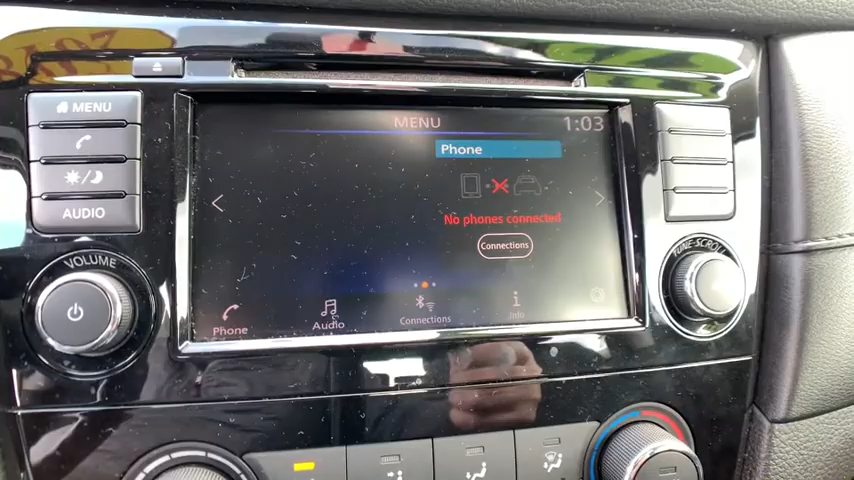 MENU
MENU
1:03
Phone
No phones connected
Connections
AUDIO
VOLUME
TUNE·SCROLL
Phone
Audio
Connections
Info